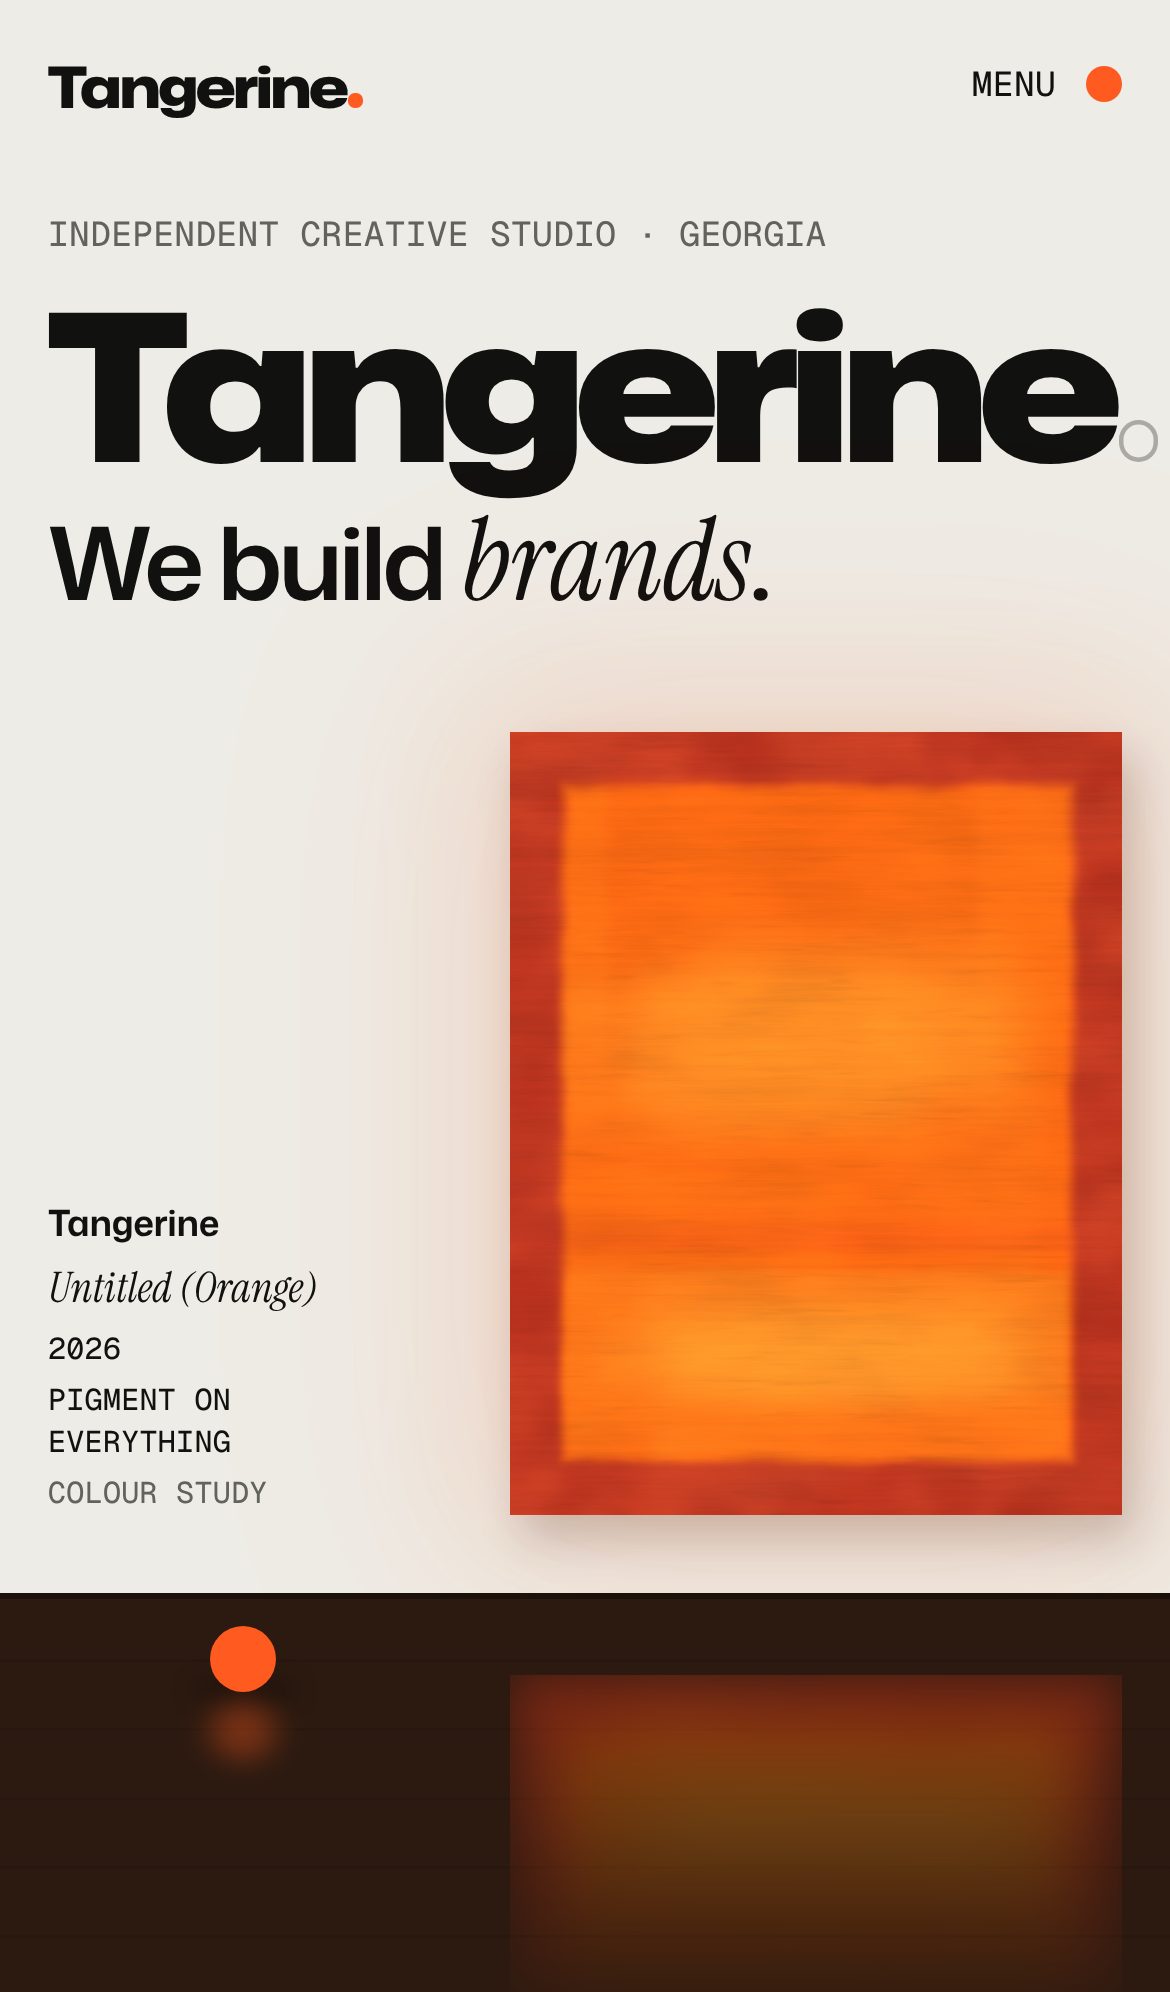 Tangerine.
MENU
INDEPENDENT CREATIVE STUDIO · GEORGIA
Tangerine
We build brands.
Tangerine
Untitled (Orange)
2026
PIGMENT ON
EVERYTHING
COLOUR STUDY